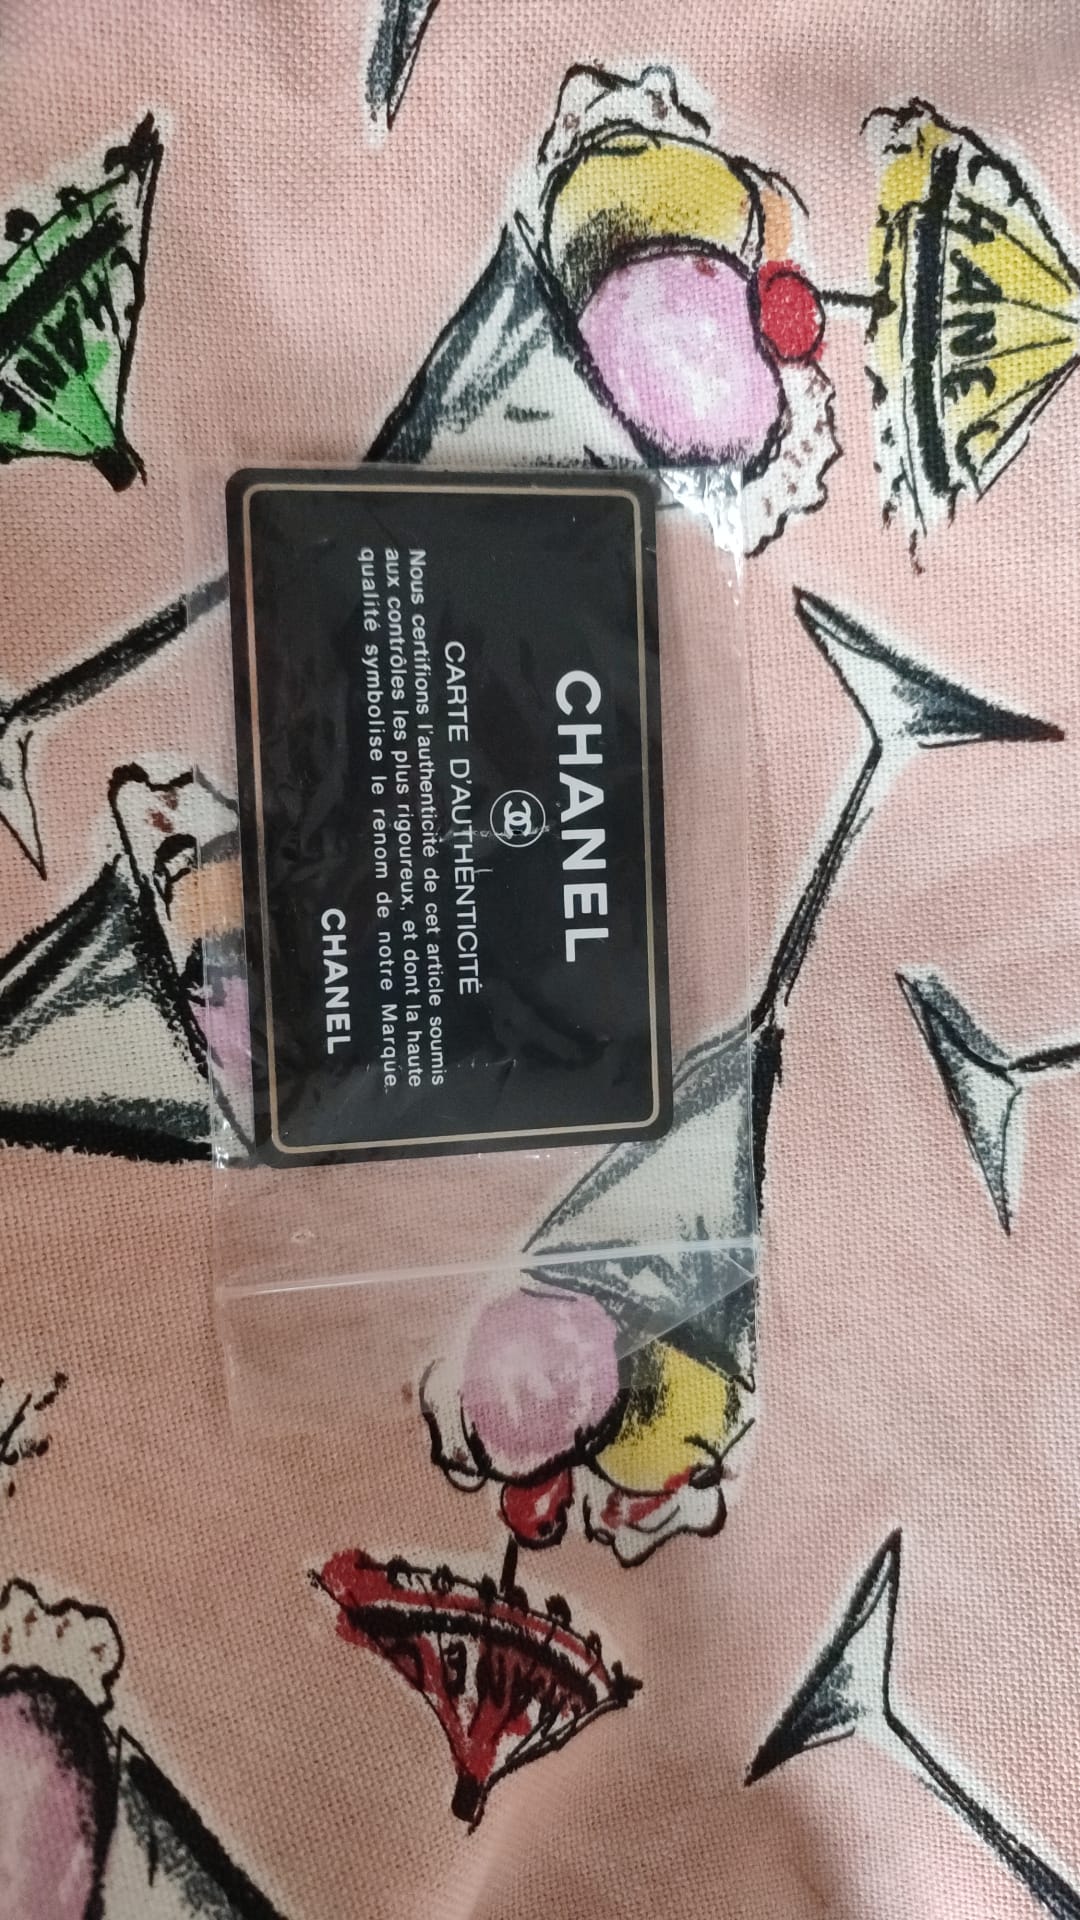 CHANEL
CARTE D'AUTHENTICITÉ
Nous certifions l'authenticité de cet article soumis
aux contrôles les plus rigoureux, et dont la haute
qualité symbolise le renom de notre Marque.
CHANEL
CHANEL